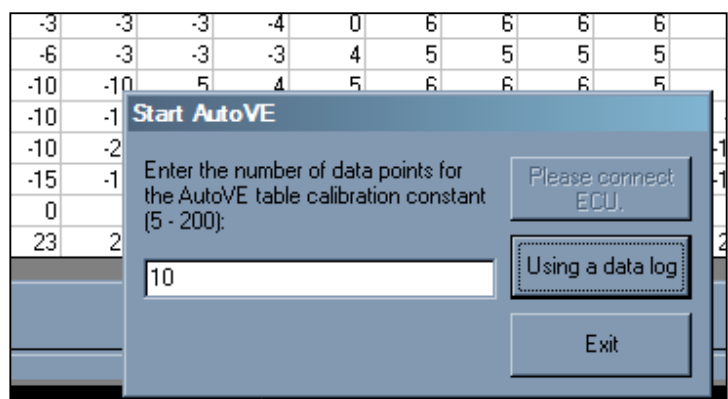 -3 -3 -3 -4 0 6 6 6 6
-6 -3 -3 -3 4 5 5 5 5
-10 -10 5 4 5 6 6 6 5
-10
-10
-15
0
23
Start AutoVE
Enter the number of data points for
the AutoVE table calibration constant
(5 - 200):
10
Please connect
ECU.
Using a data log
Exit